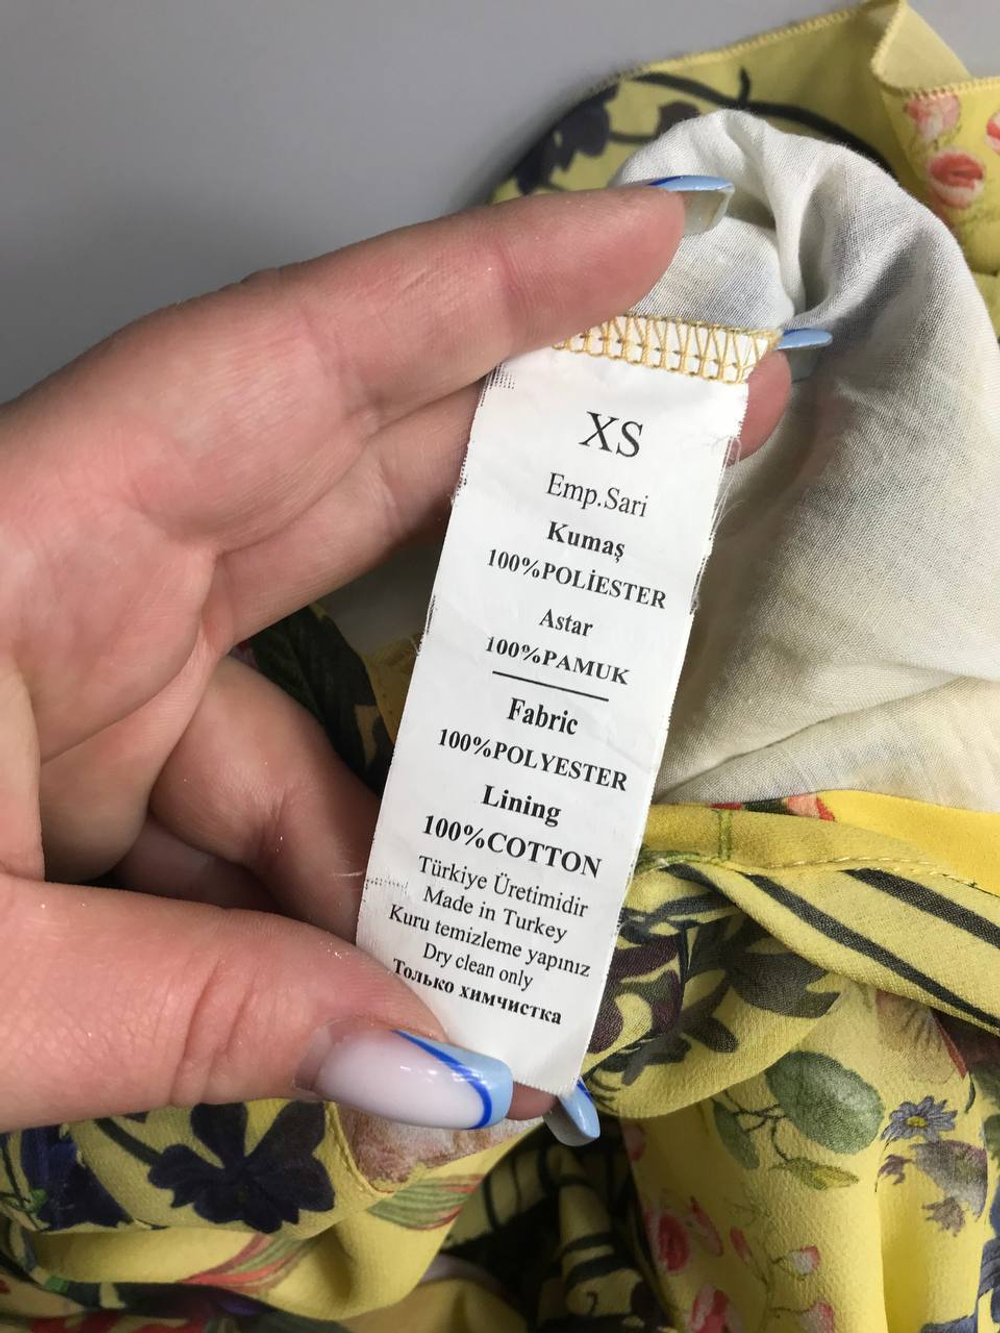 XS
Emp.Sari
Kumaş
100%POLİESTER
Astar
100%PAMUK
Fabric
100%POLYESTER
Lining
100%COTTON
Türkiye Üretimidir
Made in Turkey
Kuru temizleme yapınız
Dry clean only
Только химчистка